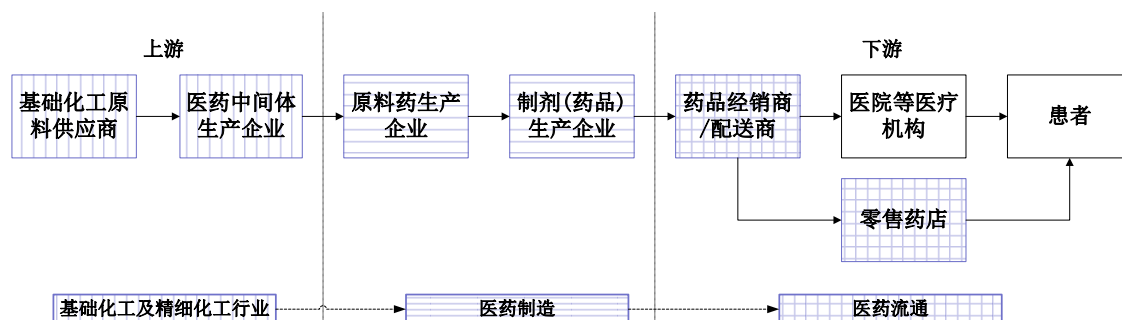 上游
下游
基础化工原
料供应商
医药中间体
生产企业
原料药生产
企业
制剂(药品)
生产企业
药品经销商
/配送商
医院等医疗
机构
患者
零售药店
基础化工及精细化工行业
医药制造
医药流通